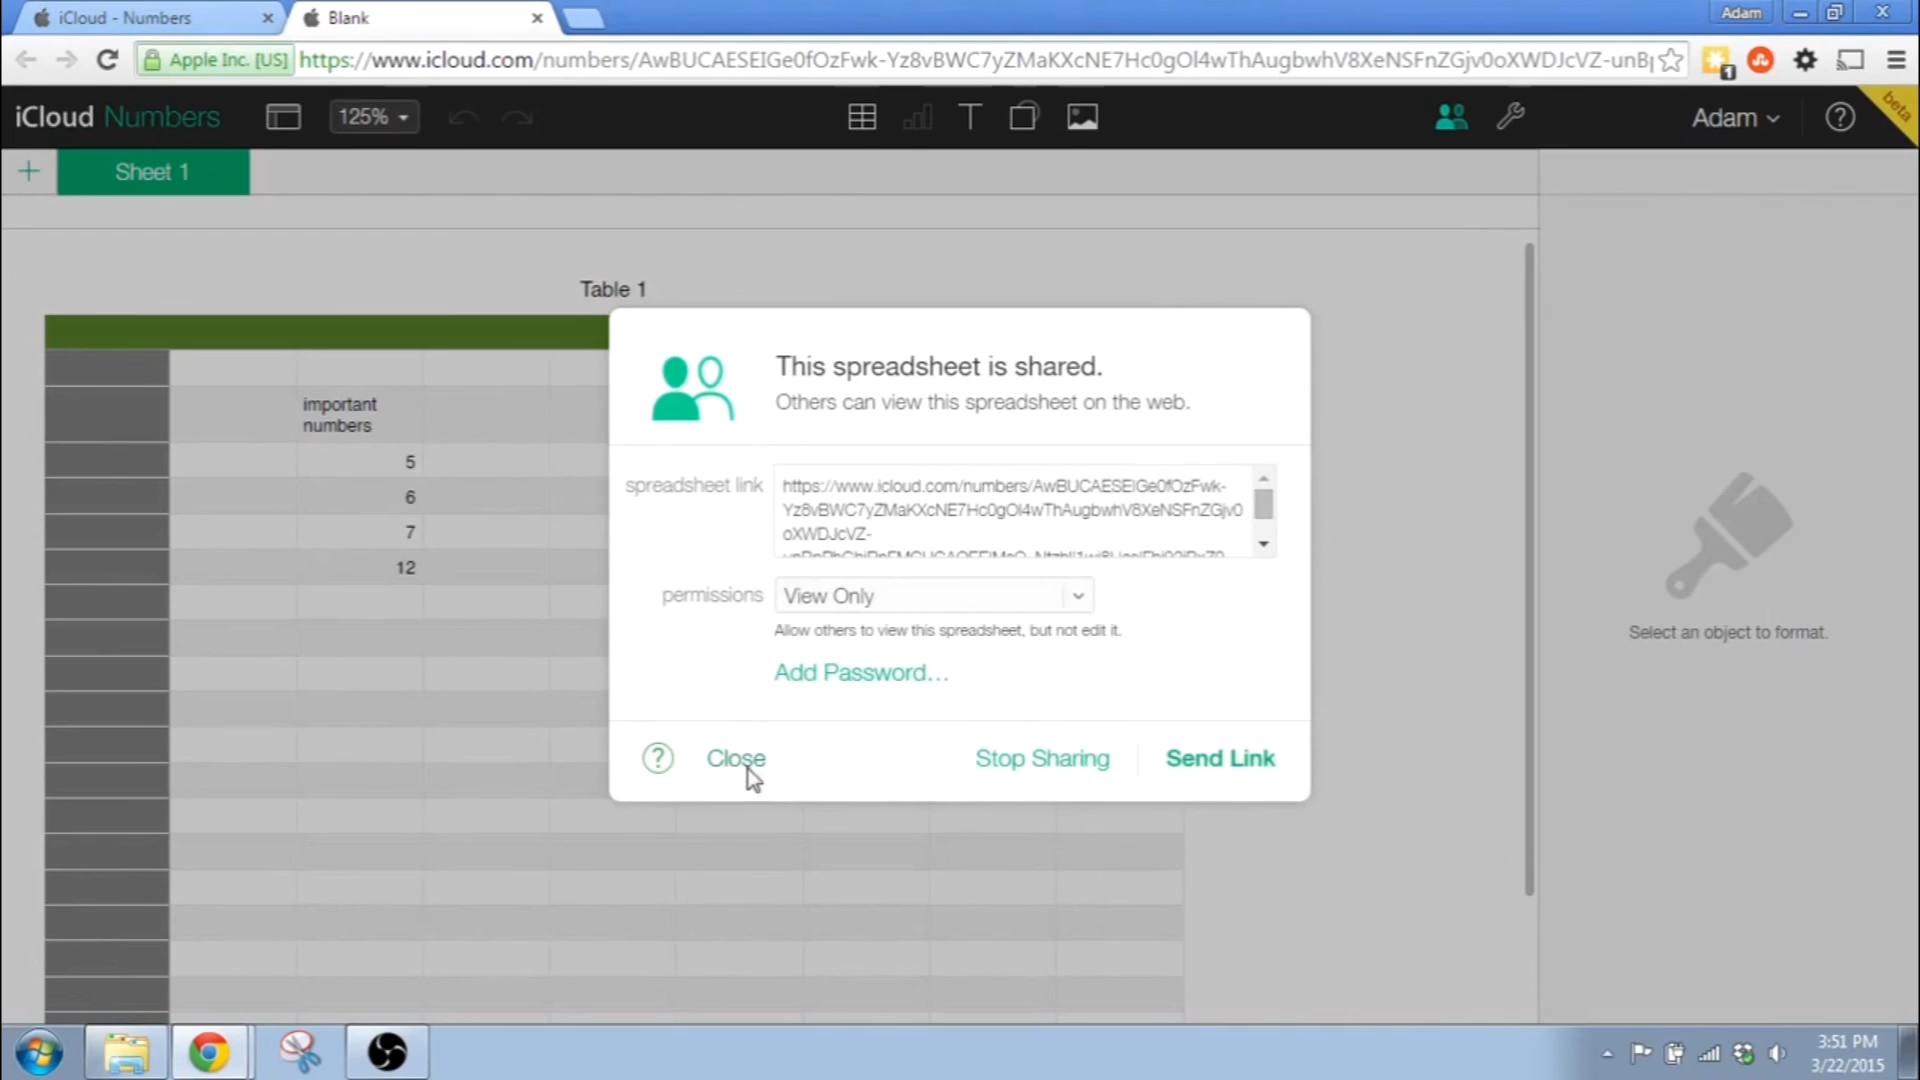 iCloud - Numbers
Blank
Adam
Apple Inc. [US]
https://www.icloud.com/numbers/AwBUCAESEIGe0fOzFwk-Yz8vBWC7yZMaKXcNE7Hc0gOl4wThAugbwhV8XeNSFnZGjv0oXWDJcVZ-unB
1
iCloud Numbers
125%
Adam
?
beta
+
Sheet 1
Table 1
important
numbers
5
6
7
12
This spreadsheet is shared.
Others can view this spreadsheet on the web.
spreadsheet link
https://www.icloud.com/numbers/AwBUCAESEIGe0fOzFwk-
Yz8vBWC7yZMaKXcNE7Hc0gOl4wThAugbwhV8XeNSFnZGjv0
oXWDJcVZ-
permissions
View Only
Allow others to view this spreadsheet, but not edit it.
Add Password...
?
Close
Stop Sharing
Send Link
Select an object to format.
3:51 PM
3/22/2015